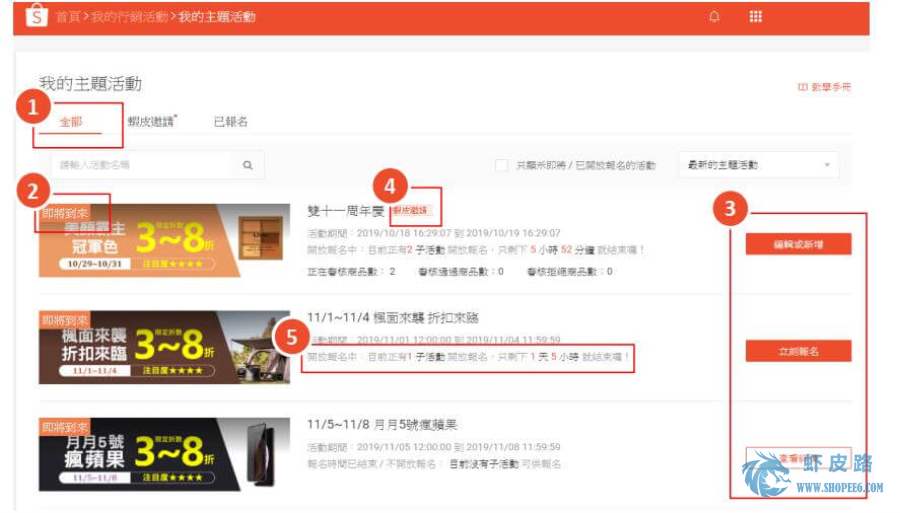 首頁>我的行銷活動>我的主題活動
我的主題活動
教學手冊
1
全部
蝦皮邀請
已報名
請輸入活動名稱
只顯示即將/已開放報名的活動
最新的主題活動
2
4
3
即將到來
美顏霸主
冠軍色
3~8折
限定折數
10/29~10/31
注目度★★★★
雙十一周年慶
蝦皮邀請
活動期間:2019/10/18 16:29:07 到 2019/10/19 16:29:07
開放報名中:目前正有2 子活動 開放報名,只剩下 5 小時 52 分鐘 就結束囉!
正在審核商品數:2
審核通過商品數:0
審核拒絕商品數:0
編輯或新增
即將到來
楓面來襲
折扣來臨
3~8折
限定折數
11/1~11/4
注目度★★★★
11/1~11/4 楓面來襲 折扣來臨
5
活動期間:2019/11/01 12:00:00 到 2019/11/04 11:59:59
開放報名中:目前正有1 子活動 開放報名,只剩下 1 天 5 小時 就結束囉!
立刻報名
即將到來
月月5號
瘋蘋果
3~8折
限定折數
11/5~11/8
注目度★★★★
11/5~11/8 月月5號瘋蘋果
活動期間:2019/11/05 12:00:00 到 2019/11/08 11:59:59
報名時間已結束/不開放報名: 目前沒有子活動 可供報名
查看
虾皮路
WWW.SHOPEE6.COM